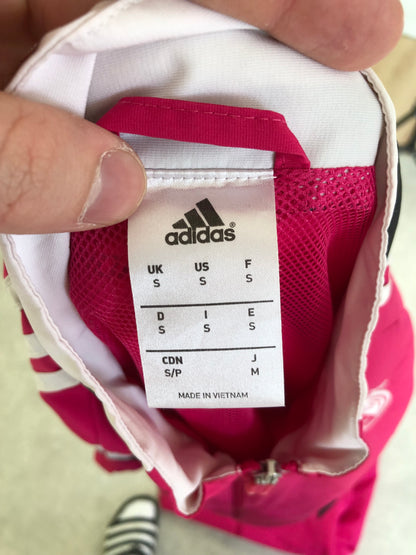 adidas®
UK US F
S S S
D I E
S S S
CDN J
S/P M
MADE IN VIETNAM